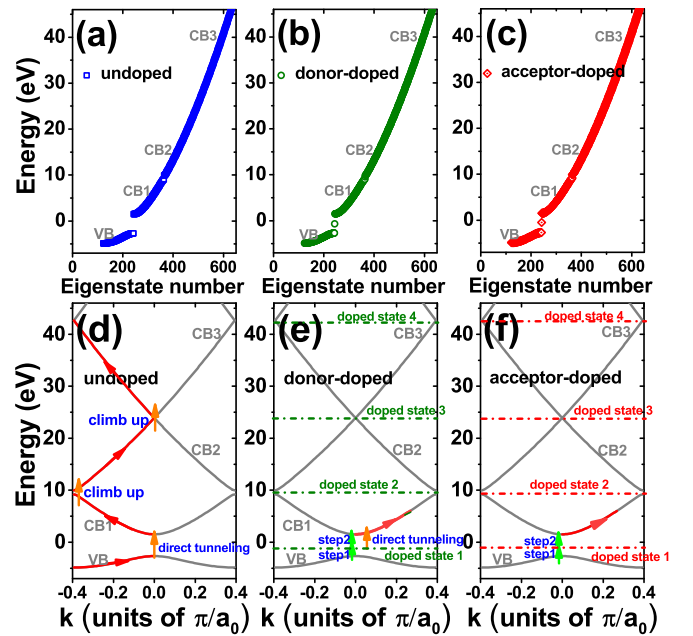 (a)
(b)
(c)
CB3
CB3
CB3
undoped
donor-doped
acceptor-doped
CB2
CB2
CB2
CB1
CB1
CB1
VB
VB
VB
Energy (eV)
40
30
20
10
0
0 200 400 600
0 200 400 600
0 200 400 600
Eigenstate number
Eigenstate number
Eigenstate number
(d)
CB3
undoped
climb up
CB2
climb up
CB1
direct tunneling
VB
(e)
doped state 4
CB3
donor-doped
doped state 3
CB2
doped state 2
CB1
step2
direct tunneling
step1
doped state 1
VB
(f)
doped state 4
CB3
acceptor-doped
doped state 3
CB2
doped state 2
CB1
step2
step1
doped state 1
VB
Energy (eV)
40
30
20
10
0
-0.4 -0.2 0.0 0.2 0.4
-0.4 -0.2 0.0 0.2 0.4
-0.4 -0.2 0.0 0.2 0.4
k (units of π/a₀)
k (units of π/a₀)
k (units of π/a₀)